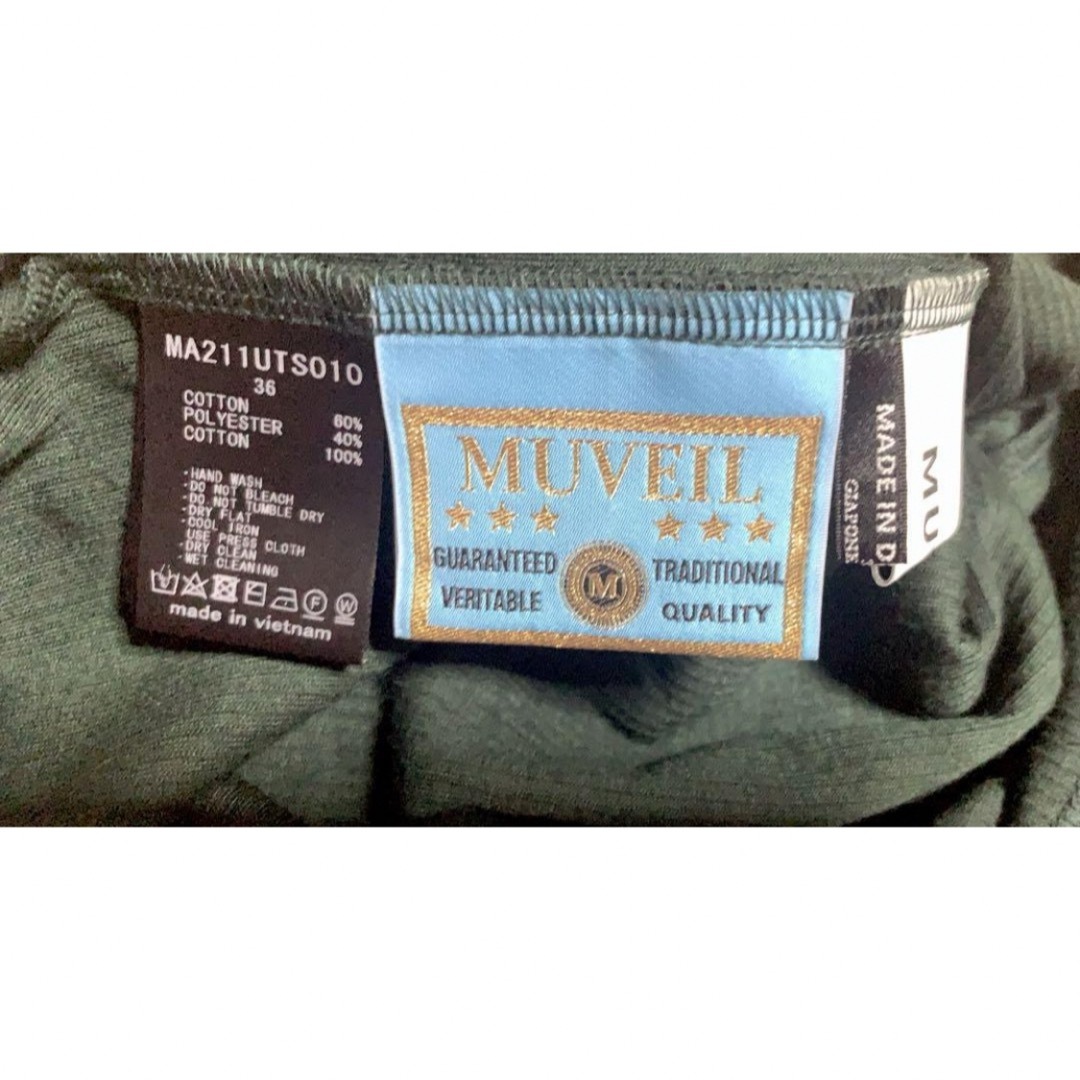 MA211UTS010
36
COTTON 60%
POLYESTER 40%
COTTON 100%
-HAND WASH
-DO NOT BLEACH
-DO NOT TUMBLE DRY
-DRY FLAT
-COOL IRON
USE PRESS CLOTH
-DRY CLEAN
-WET CLEANING
made in vietnam
MUVEIL
GUARANTEED TRADITIONAL
VERITABLE M QUALITY
MADE IN
GIAPONE
MU